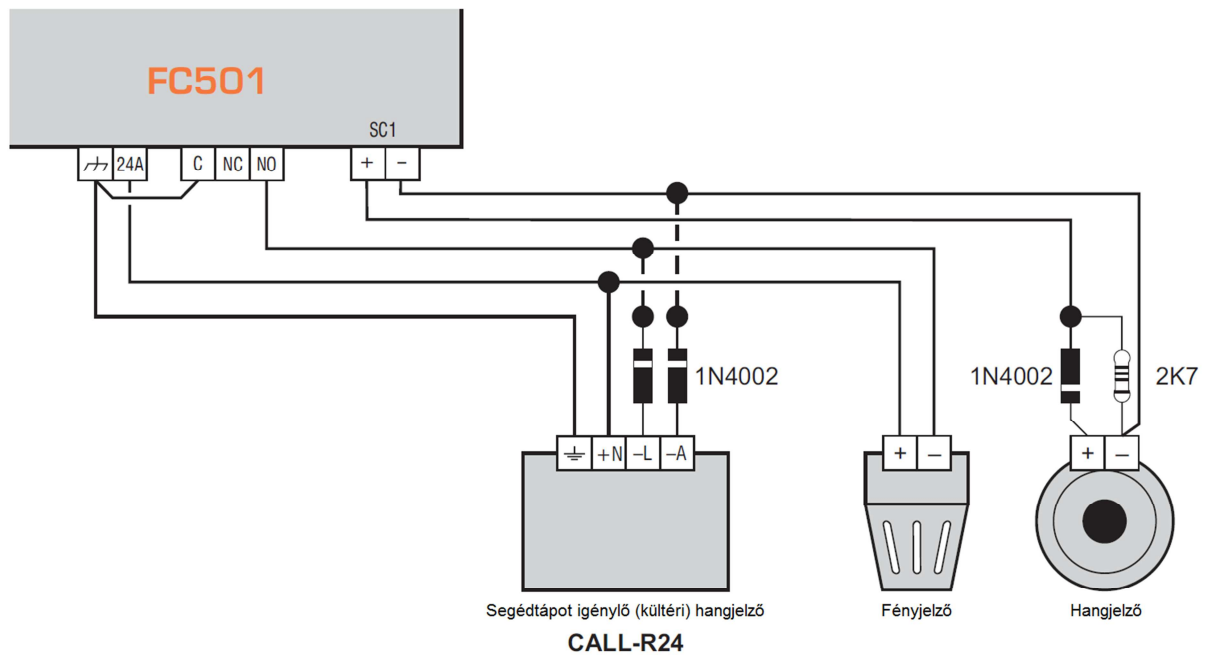 FC501
SC1
24A C NC NO + −
1N4002 1N4002 2K7
+N −L −A + − + −
Segédtápot igénylő (kültéri) hangjelző Fényjelző Hangjelző
CALL-R24